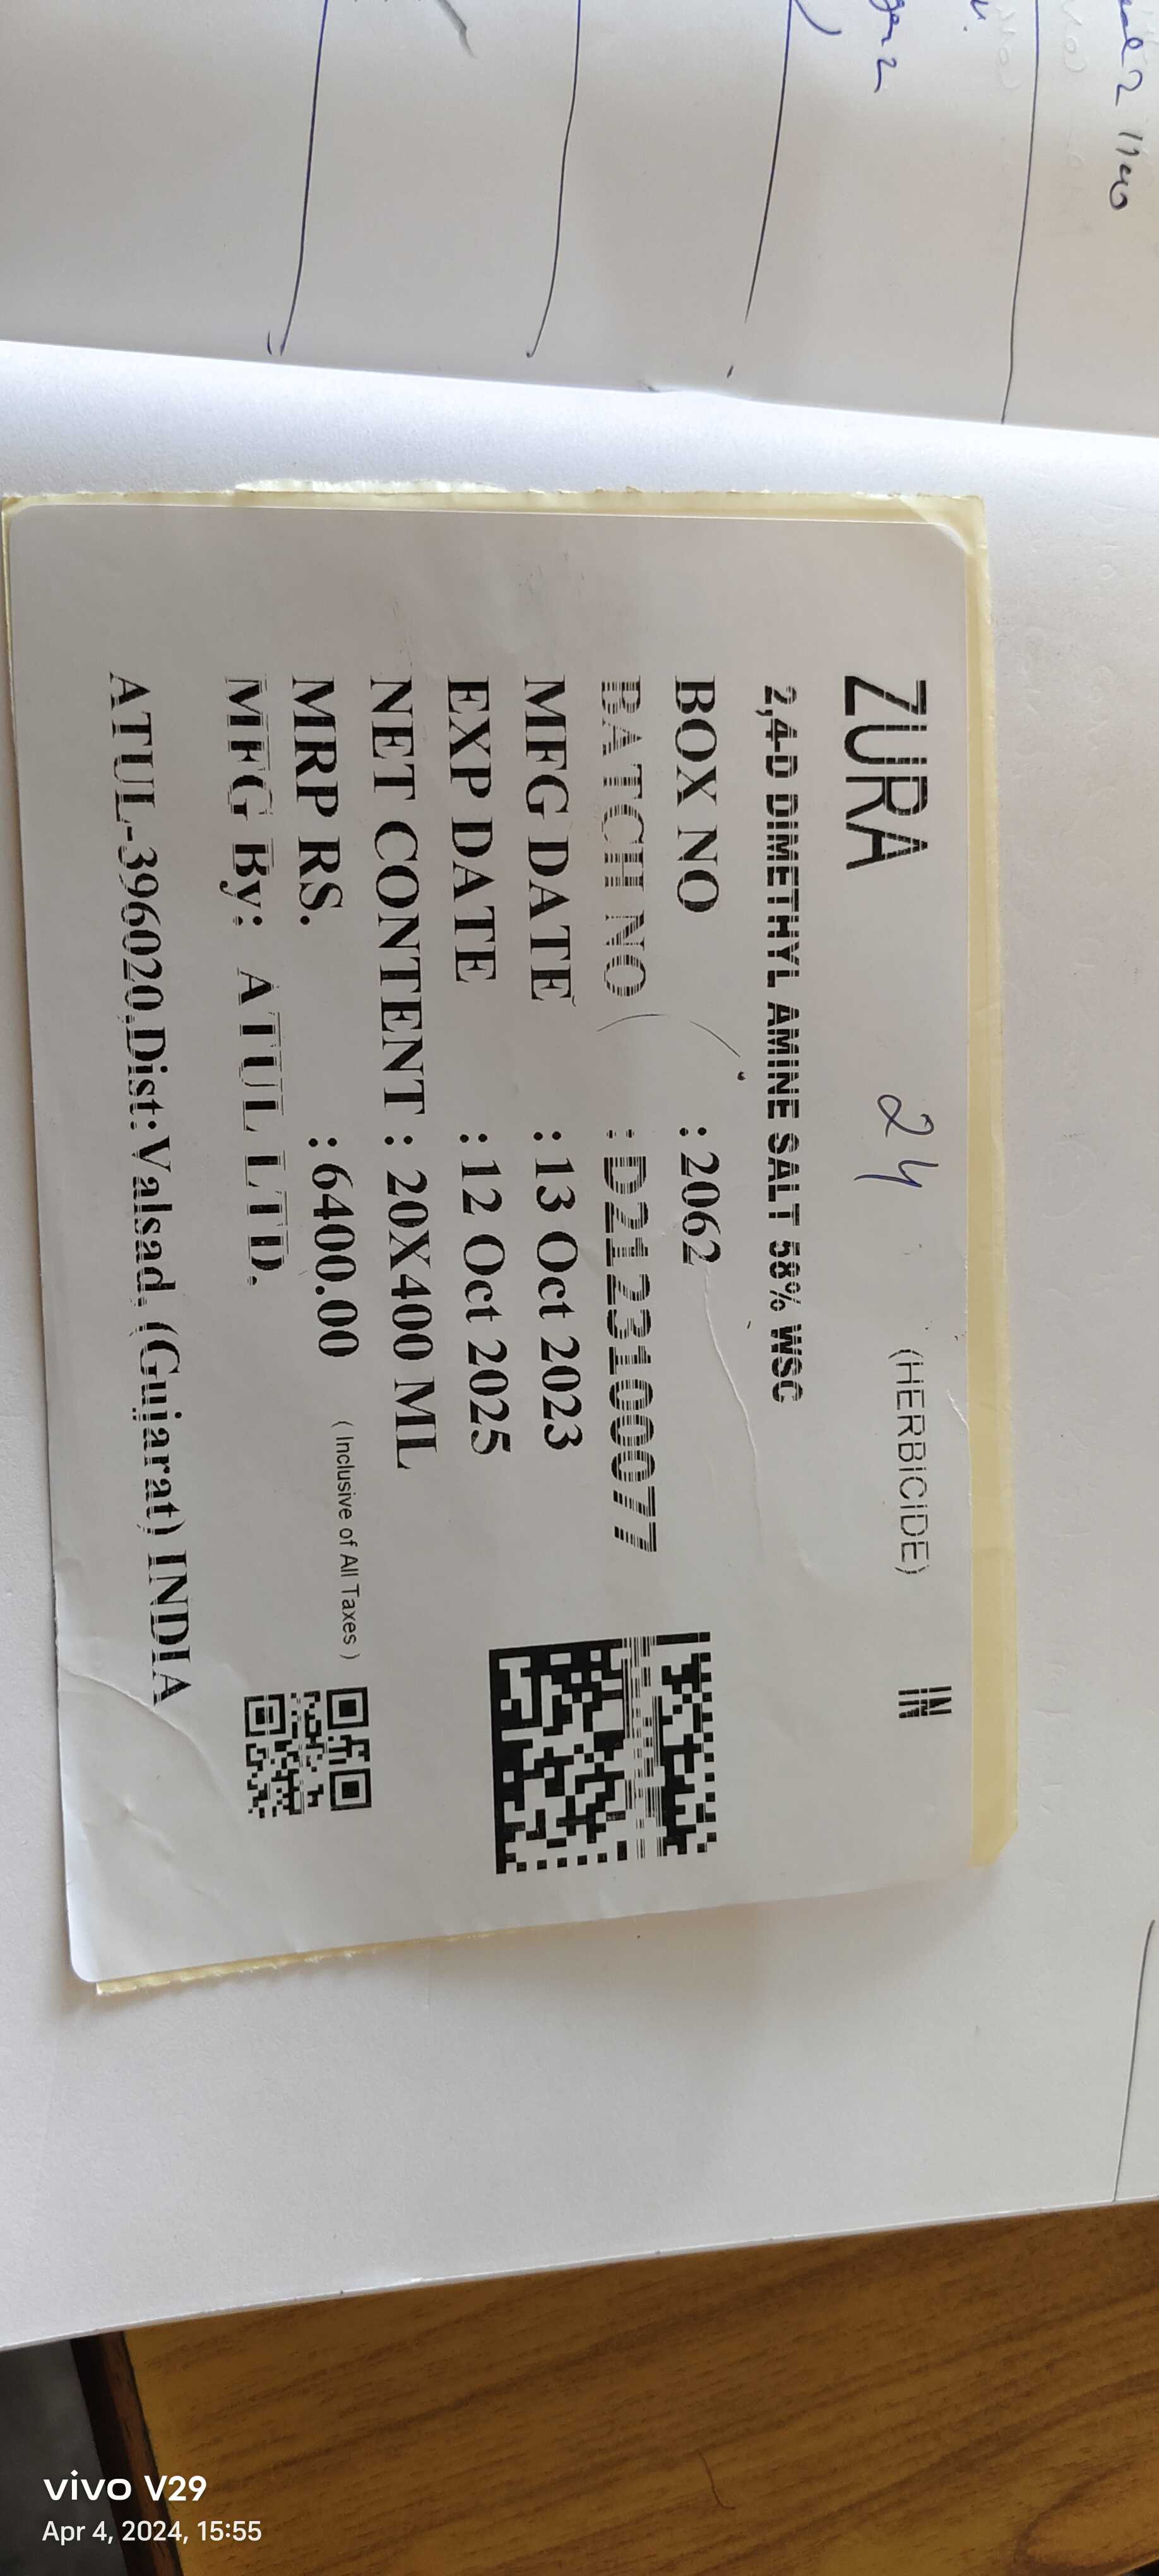 ZURA 24 (HERBICIDE) IN
2,4-D DIMETHYL AMINE SALT 58% WSC
BOX NO : 2062
BATCH NO : D212310077
MFG DATE : 13 Oct 2023
EXP DATE : 12 Oct 2025
NET CONTENT : 20X400 ML
MRP RS. : 6400.00 ( Inclusive of All Taxes )
MFG By: ATUL LTD.
ATUL-396020,Dist:Valsad. (Gujarat) INDIA
vivo V29
Apr 4, 2024, 15:55